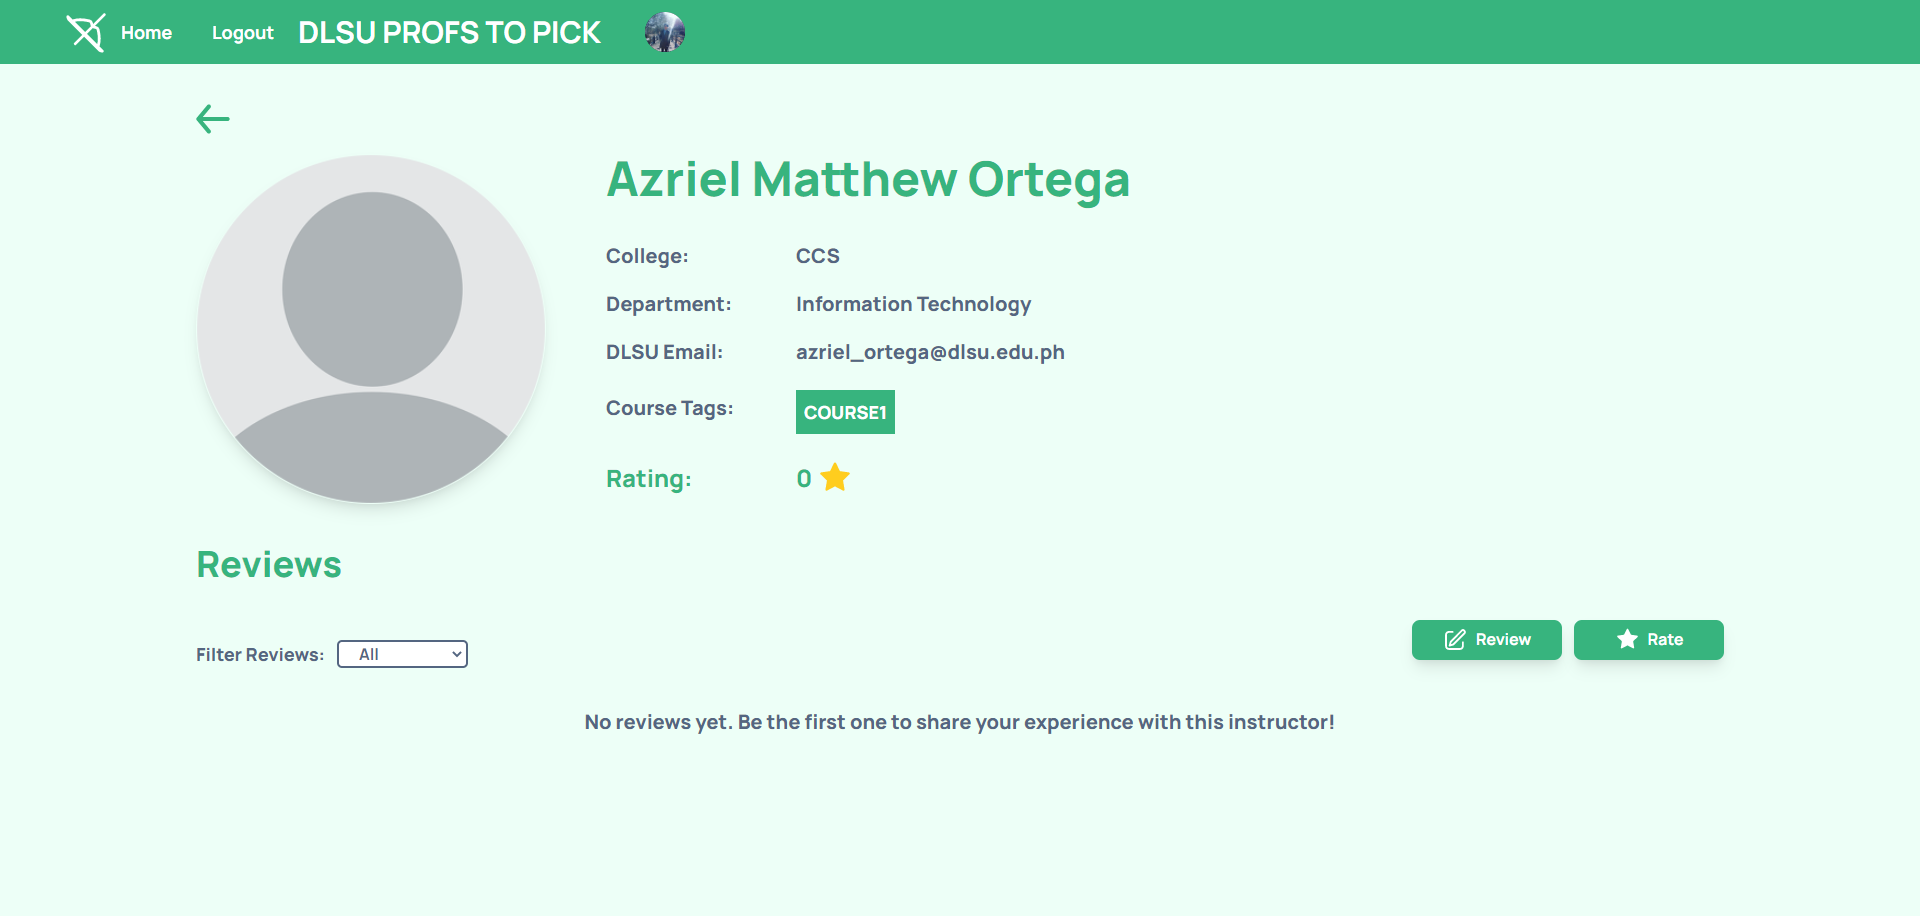 Home Logout DLSU PROFS TO PICK
Azriel Matthew Ortega
College: CCS
Department: Information Technology
DLSU Email: azriel_ortega@dlsu.edu.ph
Course Tags: COURSE1
Rating: 0
Reviews
Filter Reviews: All
Review Rate
No reviews yet. Be the first one to share your experience with this instructor!